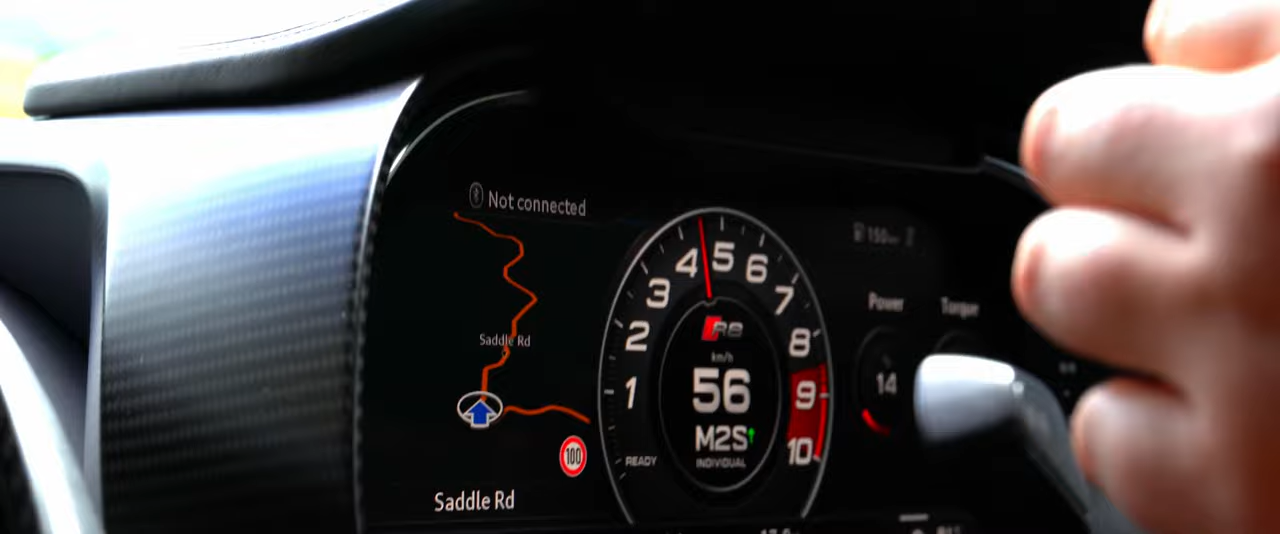 Not connected
Saddle Rd
100
Saddle Rd
1 2 3 4 5 6 7 8 9 10
R8
km/h
56
M2S↑
INDIVIDUAL
READY
150
Power
Torque
14